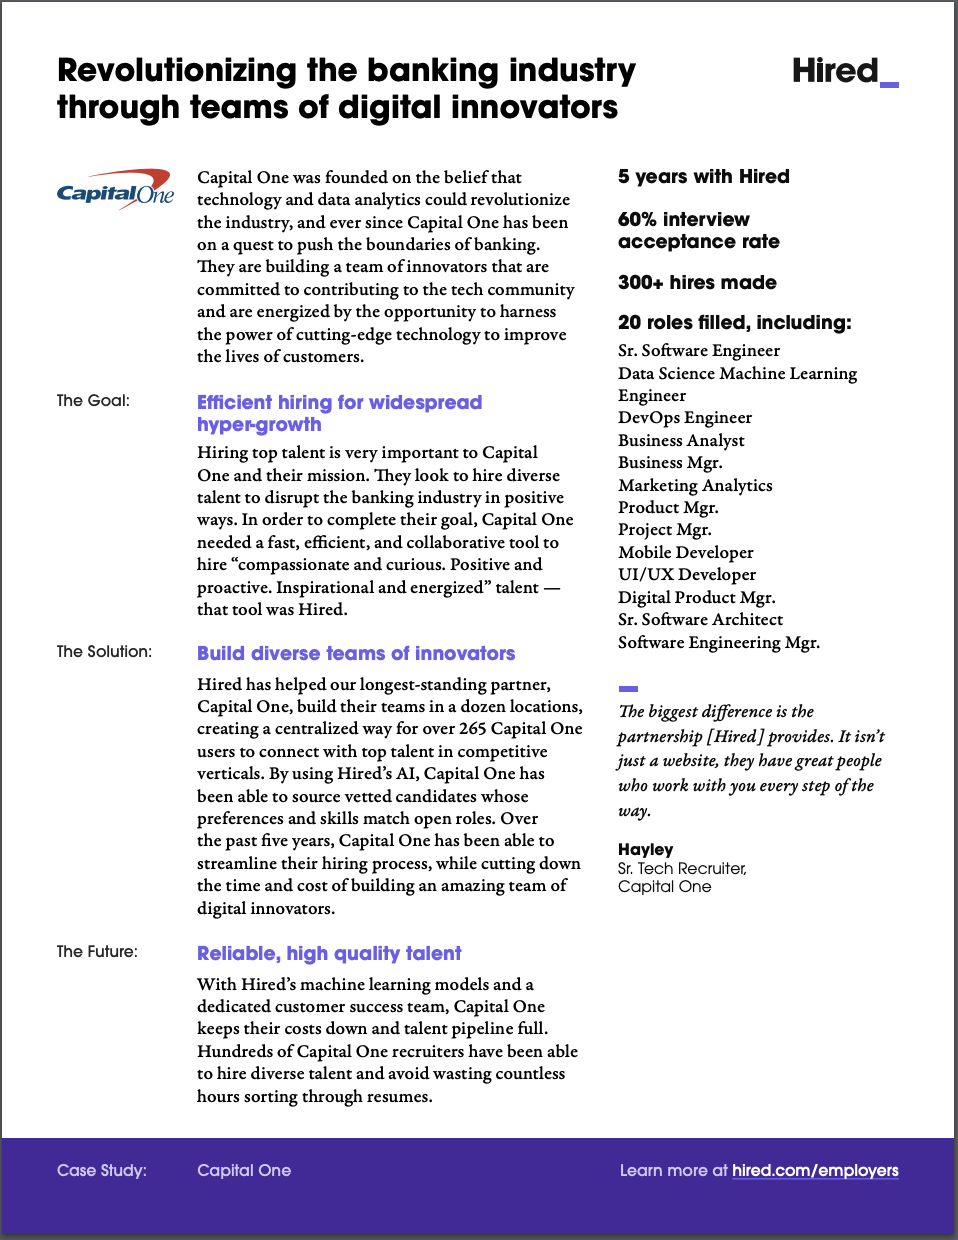 Revolutionizing the banking industry
through teams of digital innovators
Hired_
CapitalOne
Capital One was founded on the belief that
technology and data analytics could revolutionize
the industry, and ever since Capital One has been
on a quest to push the boundaries of banking.
They are building a team of innovators that are
committed to contributing to the tech community
and are energized by the opportunity to harness
the power of cutting-edge technology to improve
the lives of customers.
The Goal:
Efficient hiring for widespread
hyper-growth
Hiring top talent is very important to Capital
One and their mission. They look to hire diverse
talent to disrupt the banking industry in positive
ways. In order to complete their goal, Capital One
needed a fast, efficient, and collaborative tool to
hire “compassionate and curious. Positive and
proactive. Inspirational and energized” talent —
that tool was Hired.
The Solution:
Build diverse teams of innovators
Hired has helped our longest-standing partner,
Capital One, build their teams in a dozen locations,
creating a centralized way for over 265 Capital One
users to connect with top talent in competitive
verticals. By using Hired’s AI, Capital One has
been able to source vetted candidates whose
preferences and skills match open roles. Over
the past five years, Capital One has been able to
streamline their hiring process, while cutting down
the time and cost of building an amazing team of
digital innovators.
The Future:
Reliable, high quality talent
With Hired’s machine learning models and a
dedicated customer success team, Capital One
keeps their costs down and talent pipeline full.
Hundreds of Capital One recruiters have been able
to hire diverse talent and avoid wasting countless
hours sorting through resumes.
5 years with Hired
60% interview
acceptance rate
300+ hires made
20 roles filled, including:
Sr. Software Engineer
Data Science Machine Learning
Engineer
DevOps Engineer
Business Analyst
Business Mgr.
Marketing Analytics
Product Mgr.
Project Mgr.
Mobile Developer
UI/UX Developer
Digital Product Mgr.
Sr. Software Architect
Software Engineering Mgr.
The biggest difference is the
partnership [Hired] provides. It isn’t
just a website, they have great people
who work with you every step of the
way.
Hayley
Sr. Tech Recruiter,
Capital One
Case Study:
Capital One
Learn more at hired.com/employers